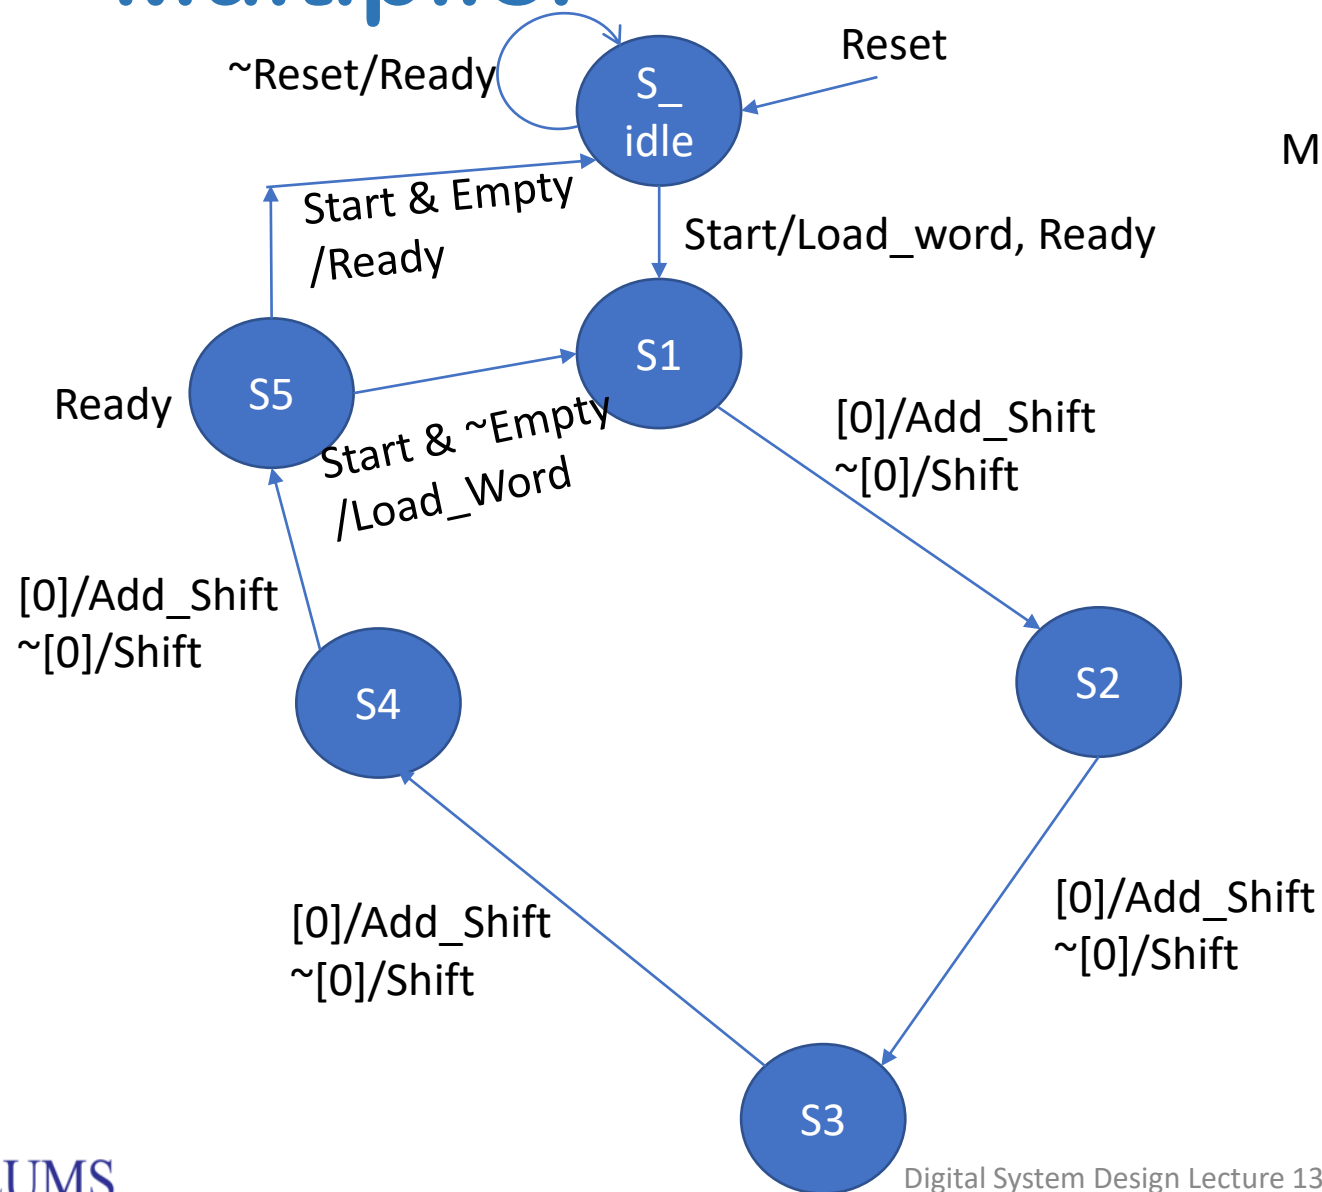 Multiplier
Reset
~Reset/Ready
S_
idle
M
Start & Empty
/Ready
Start/Load_word, Ready
S1
S5
Ready
Start & ~Empty
/Load_Word
[0]/Add_Shift
~[0]/Shift
[0]/Add_Shift
~[0]/Shift
S2
S4
[0]/Add_Shift
~[0]/Shift
[0]/Add_Shift
~[0]/Shift
S3
LUMS
Digital System Design Lecture 13